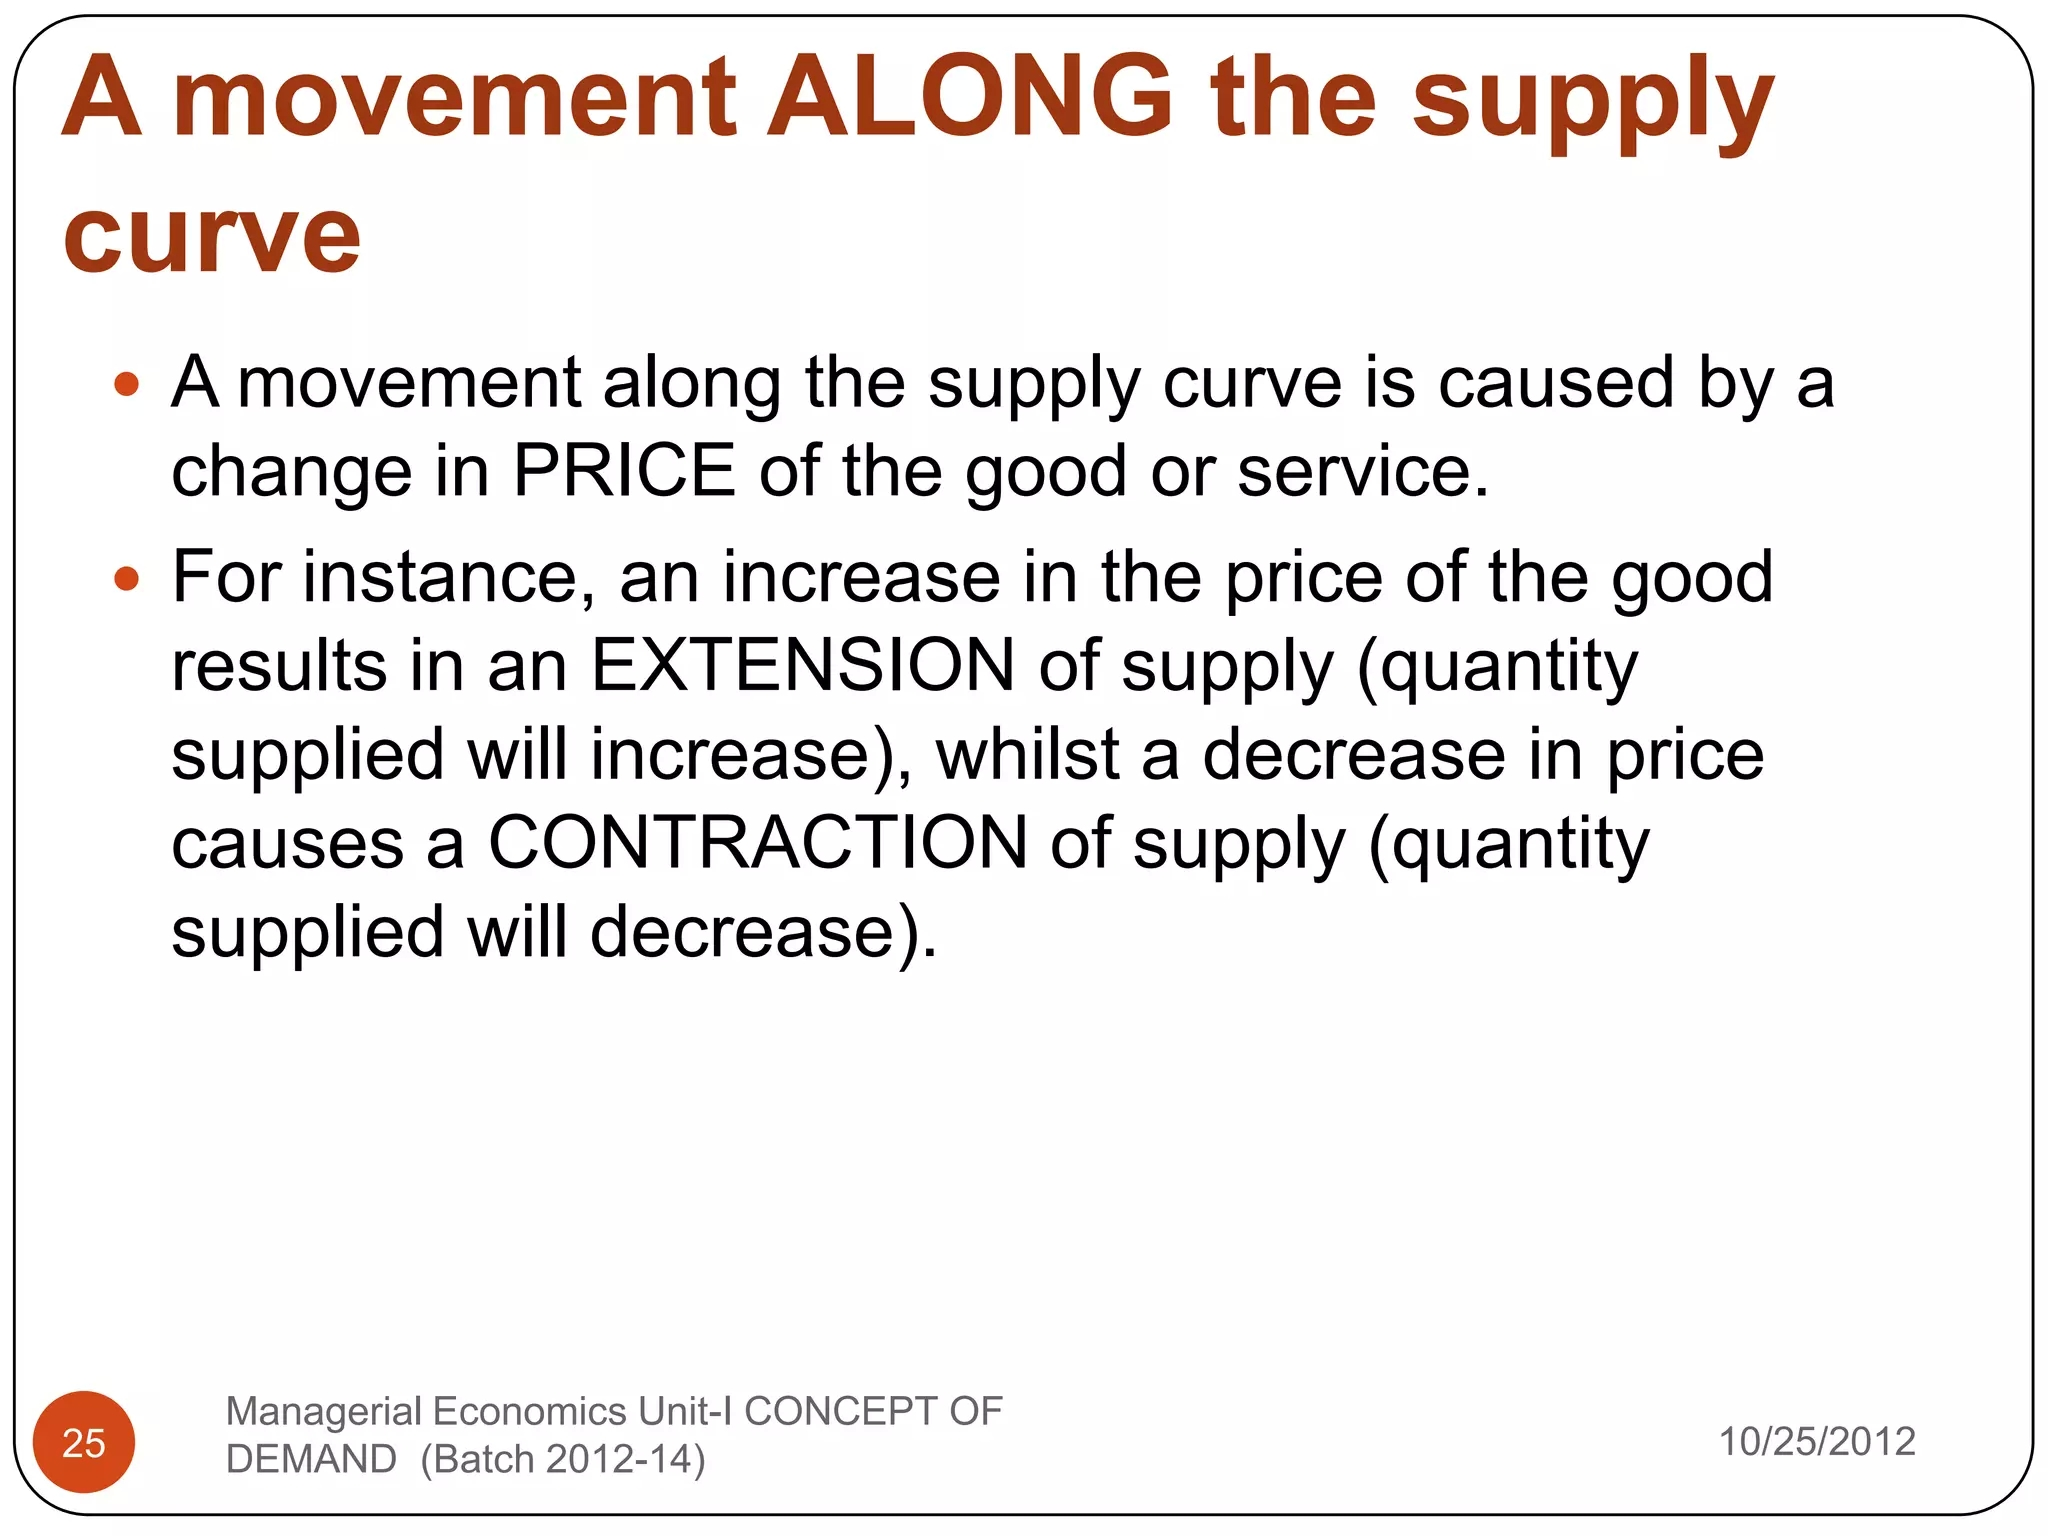 A movement ALONG the supply
curve
• A movement along the supply curve is caused by a
change in PRICE of the good or service.
• For instance, an increase in the price of the good
results in an EXTENSION of supply (quantity
supplied will increase), whilst a decrease in price
causes a CONTRACTION of supply (quantity
supplied will decrease).
25
Managerial Economics Unit-I CONCEPT OF
DEMAND  (Batch 2012-14)
10/25/2012